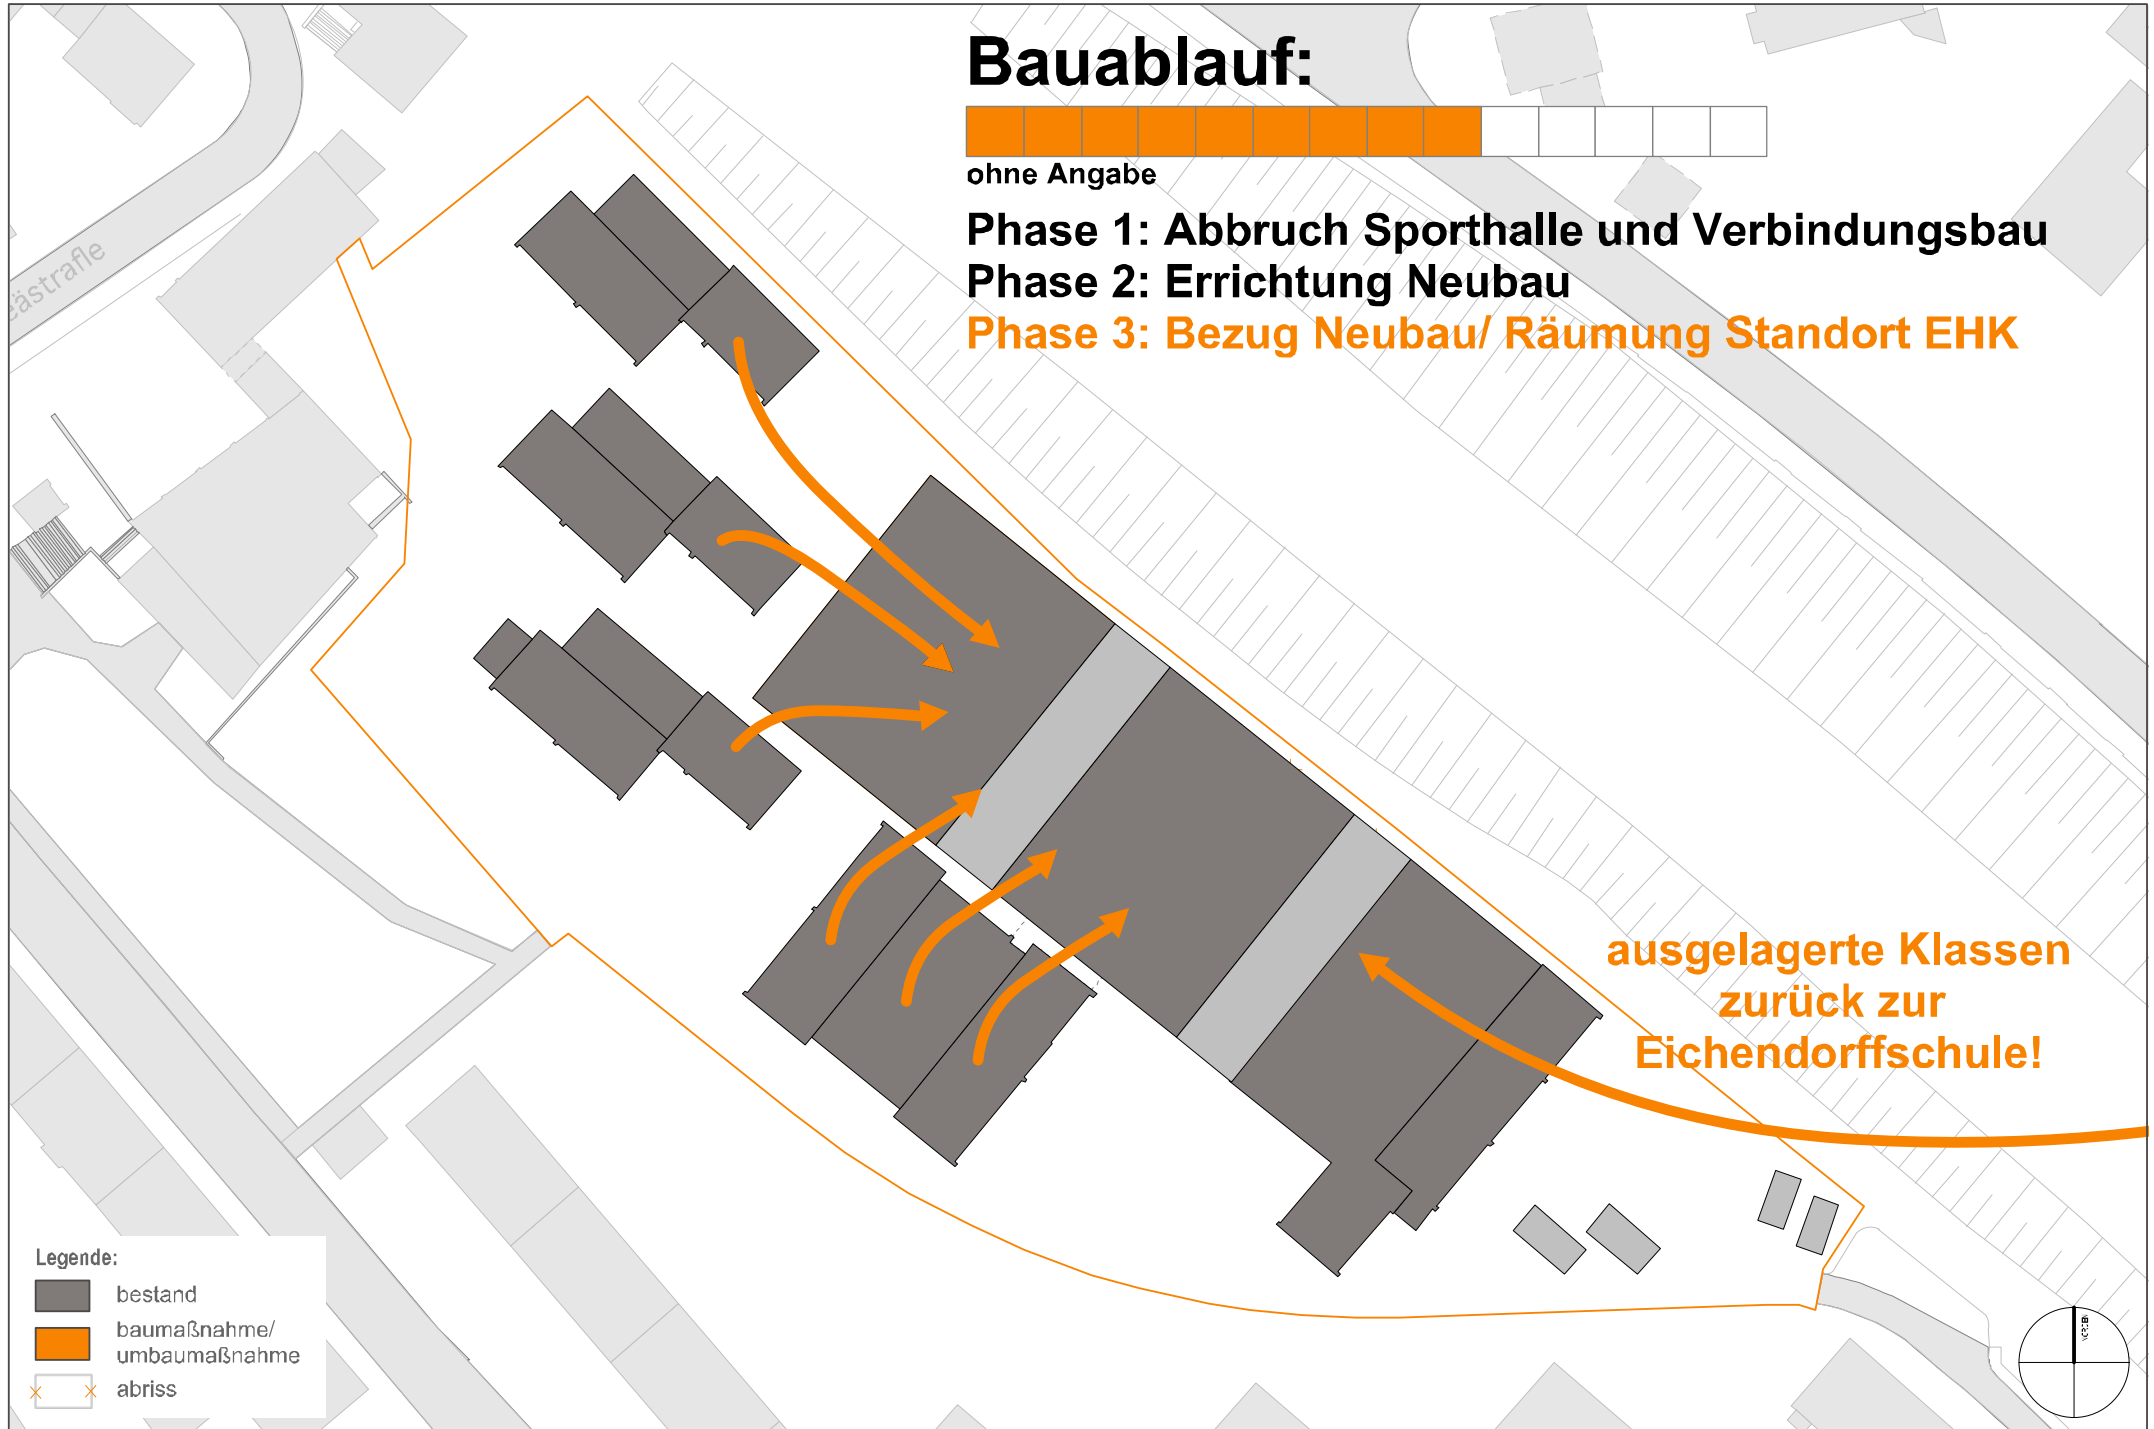 Bauablauf:
ohne Angabe
Phase 1: Abbruch Sporthalle und Verbindungsbau
Phase 2: Errichtung Neubau
Phase 3: Bezug Neubau/ Räumung Standort EHK
eästrafle
ausgelagerte Klassen
zurück zur
Eichendorffschule!
Legende:
bestand
baumaßnahme/
umbaumaßnahme
abriss